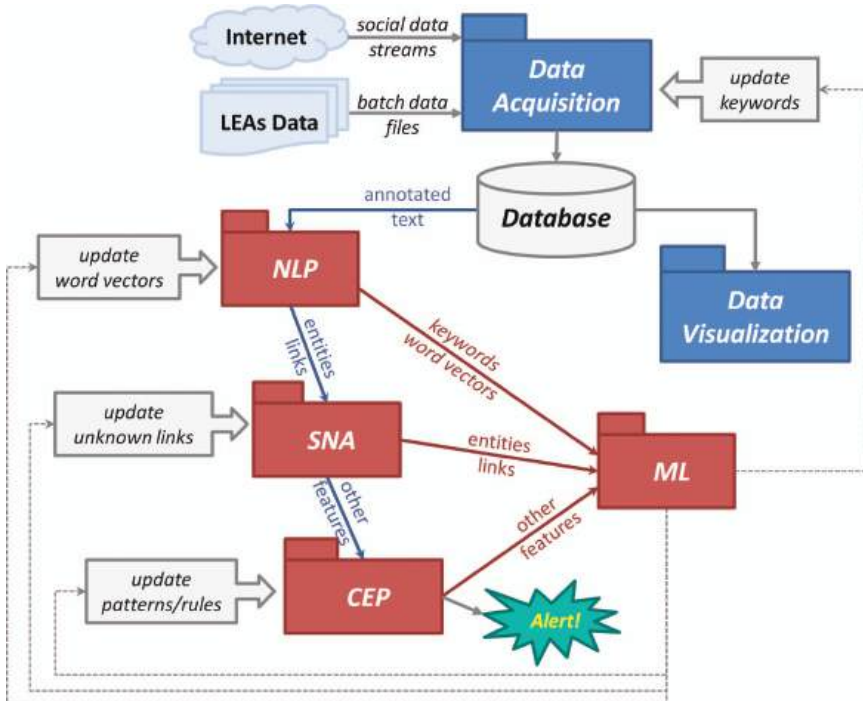 Internet
social data
streams
Data
Acquisition
update
keywords
LEAs Data
batch data
files
annotated
text
Database
update
word vectors
NLP
Data
Visualization
entities
links
keywords
word vectors
update
unknown links
SNA
entities
links
ML
other
features
other
features
update
patterns/rules
CEP
Alert!